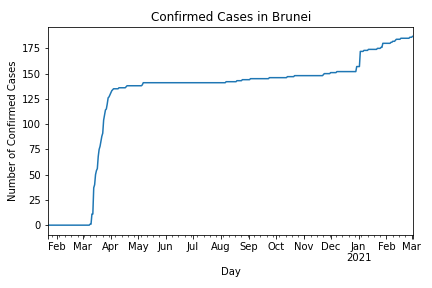 Confirmed Cases in Brunei
Number of Confirmed Cases
175
150
125
100
75
50
25
0
Feb Mar Apr May Jun Jul Aug Sep Oct Nov Dec Jan Feb Mar
2021
Day